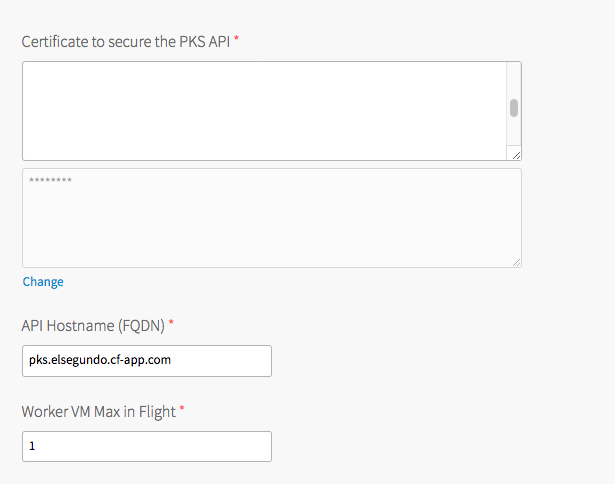 Certificate to secure the PKS API *
********
Change
API Hostname (FQDN) *
pks.elsegundo.cf-app.com
Worker VM Max in Flight *
1